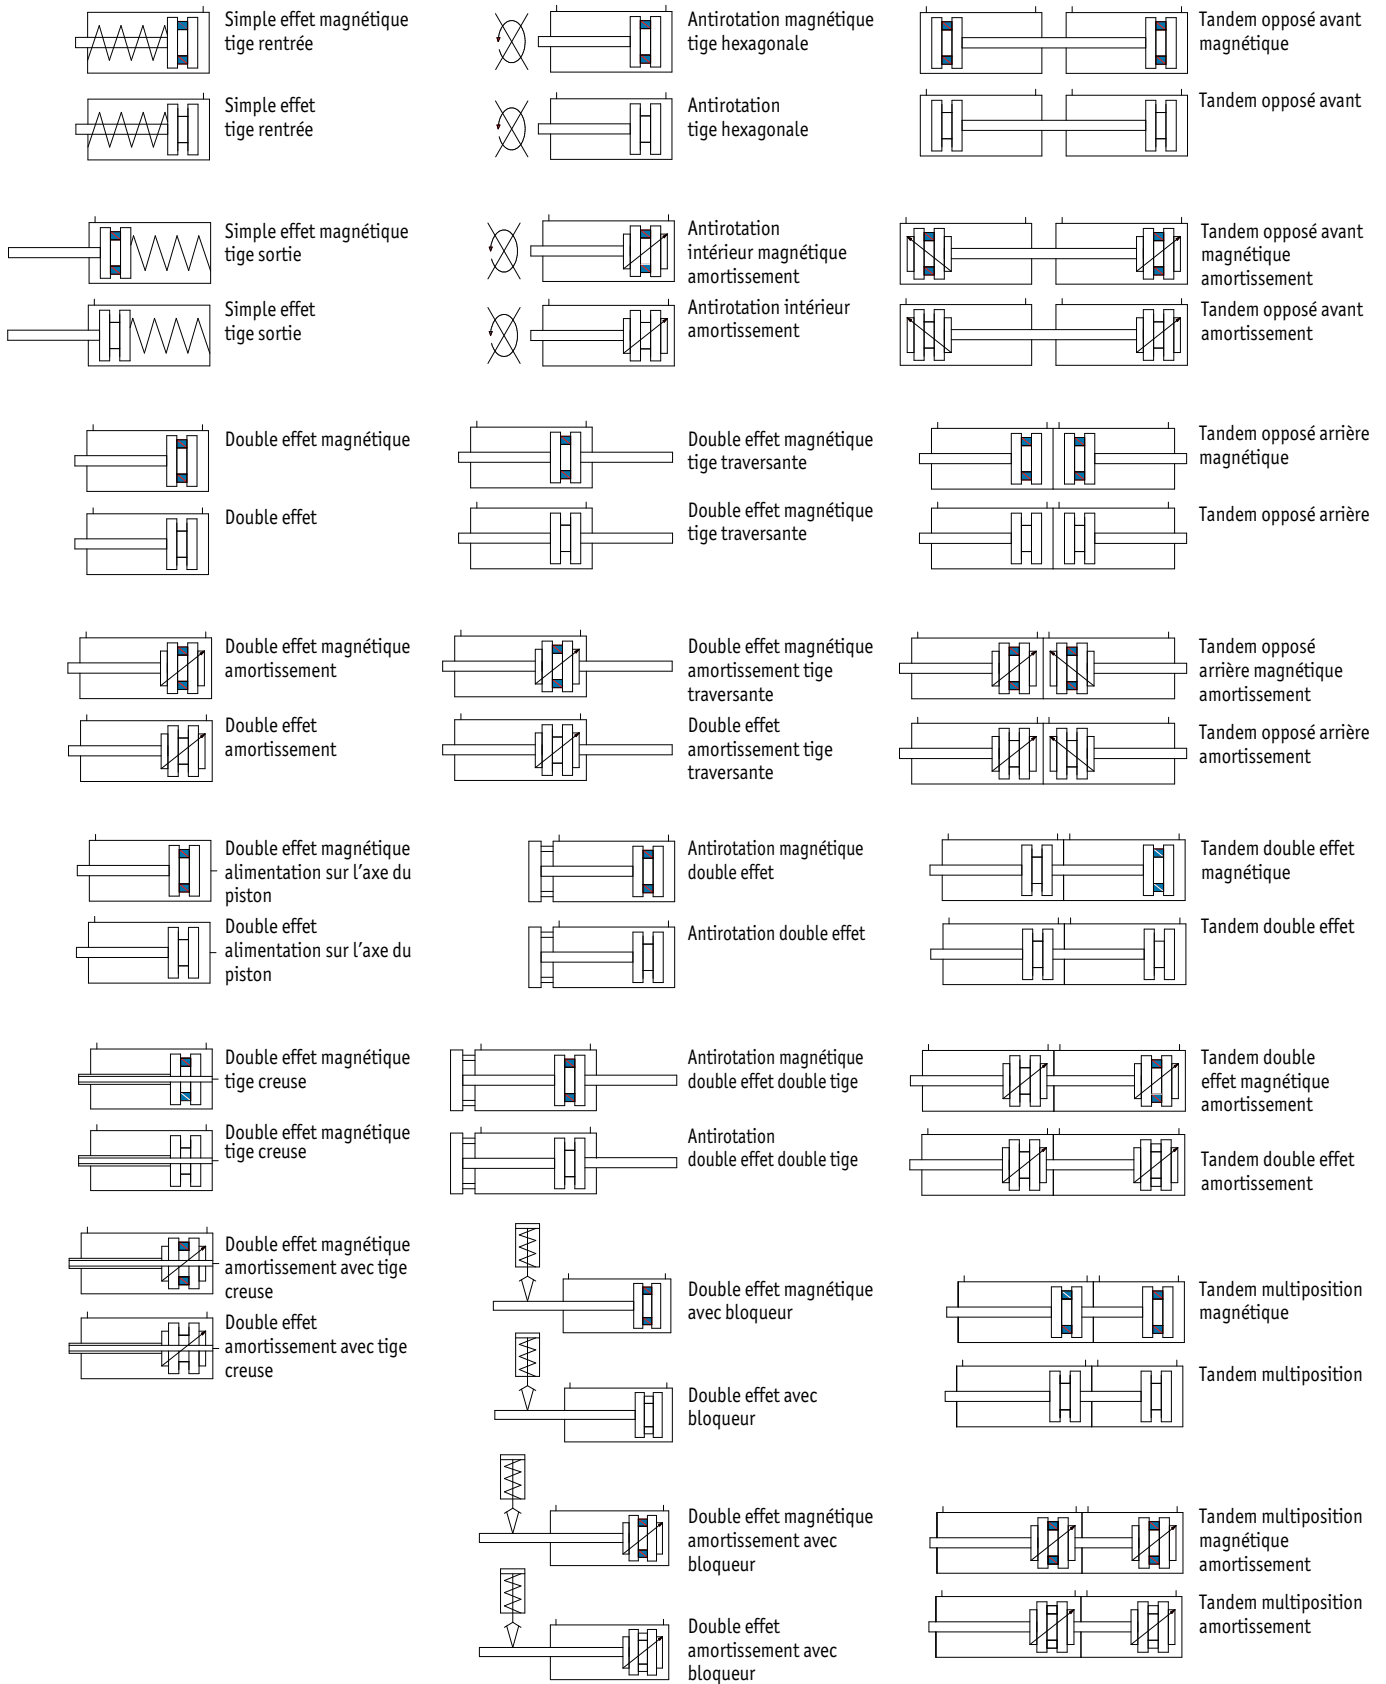 Simple effet magnétique
tige rentrée
Simple effet
tige rentrée
Simple effet magnétique
tige sortie
Simple effet
tige sortie
Double effet magnétique
Double effet
Double effet magnétique
amortissement
Double effet
amortissement
Double effet magnétique
alimentation sur l'axe du
piston
Double effet
alimentation sur l'axe du
piston
Double effet magnétique
tige creuse
Double effet magnétique
tige creuse
Double effet magnétique
amortissement avec tige
creuse
Double effet
amortissement avec tige
creuse
Antirotation magnétique
tige hexagonale
Antirotation
tige hexagonale
Antirotation
intérieur magnétique
amortissement
Antirotation intérieur
amortissement
Double effet magnétique
tige traversante
Double effet magnétique
tige traversante
Double effet magnétique
amortissement tige
traversante
Double effet
amortissement tige
traversante
Antirotation magnétique
double effet
Antirotation double effet
Antirotation magnétique
double effet double tige
Antirotation
double effet double tige
Double effet magnétique
avec bloqueur
Double effet avec
bloqueur
Double effet magnétique
amortissement avec
bloqueur
Double effet
amortissement avec
bloqueur
Tandem opposé avant
magnétique
Tandem opposé avant
Tandem opposé avant
magnétique
amortissement
Tandem opposé avant
amortissement
Tandem opposé arrière
magnétique
Tandem opposé arrière
Tandem opposé
arrière magnétique
amortissement
Tandem opposé arrière
amortissement
Tandem double effet
magnétique
Tandem double effet
Tandem double
effet magnétique
amortissement
Tandem double effet
amortissement
Tandem multiposition
magnétique
Tandem multiposition
Tandem multiposition
magnétique
amortissement
Tandem multiposition
amortissement